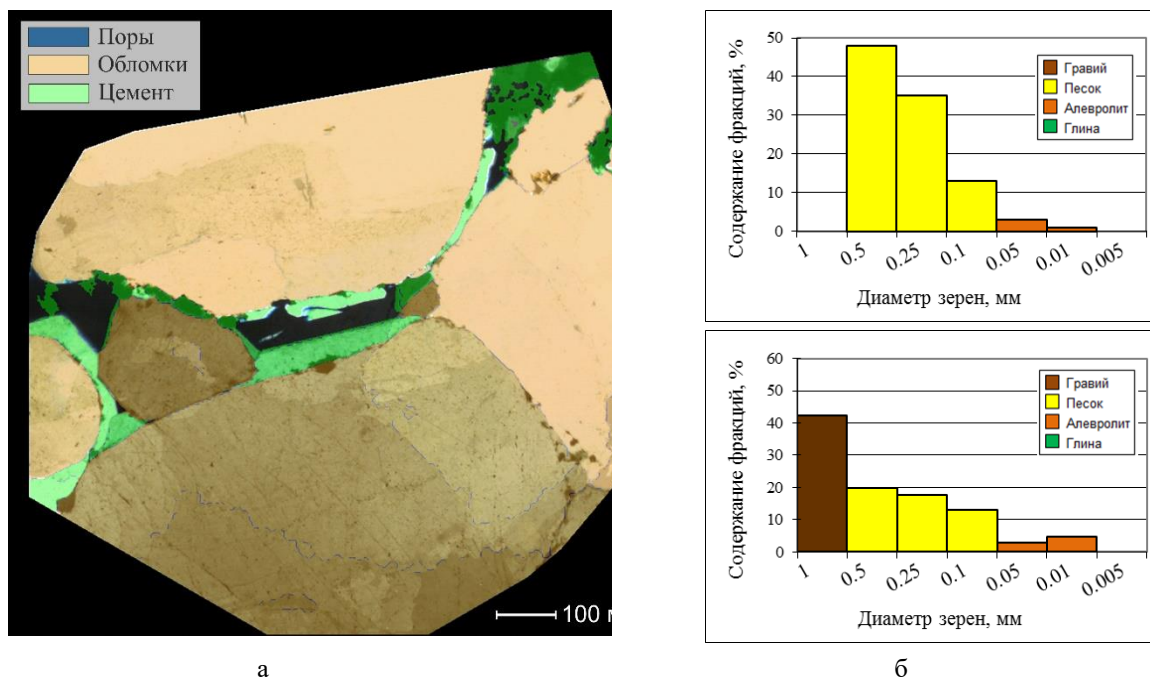 Поры
Обломки
Цемент
100 м
а
50
40
30
20
10
0
Содержание фракций, %
Гравий
Песок
Алевролит
Глина
1
0.5
0.25
0.1
0.05
0.01
0.005
Диаметр зерен, мм
60
50
40
30
20
10
0
Содержание фракций, %
Гравий
Песок
Алевролит
Глина
1
0.5
0.25
0.1
0.05
0.01
0.005
Диаметр зерен, мм
б